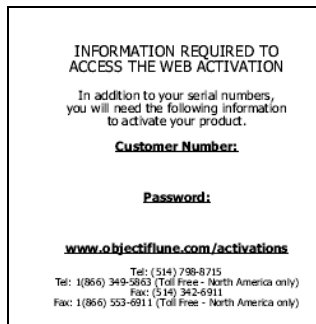 INFORMATION REQUIRED TO
ACCESS THE WEB ACTIVATION
In addition to your serial numbers,
you will need the following information
to activate your product.
Customer Number:
Password:
www.objectiflune.com/activations
Tel: (514) 798-8715
Tel: 1(866) 349-5863 (Toll Free - North America only)
Fax: (514) 342-6911
Fax: 1(866) 553-6911 (Toll Free - North America only)